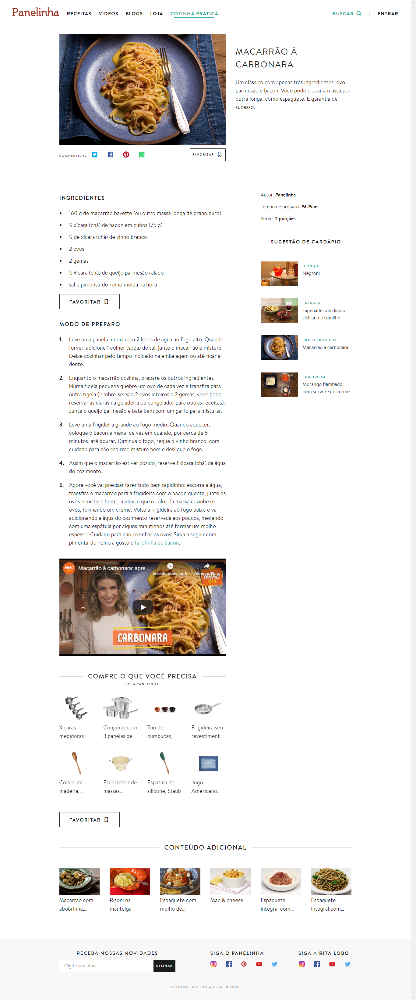 Panelinha
RECEITAS
VÍDEOS
BLOGS
LOJA
COZINHA PRÁTICA
BUSCAR
|
ENTRAR
MACARRÃO À
CARBONARA
Um clássico com apenas três ingredientes: ovo,
parmesão e bacon. Você pode trocar a massa por
outra longa, como espaguete. É garantia de
sucesso.
COMPARTILHE
FAVORITAR
INGREDIENTES
• 160 g de macarrão bavette (ou outro massa longa de grano duro)
• ½ xícara (chá) de bacon em cubos (75 g)
• ¼ de xícara (chá) de vinho branco
• 2 ovos
• 2 gemas
• ½ xícara (chá) de queijo parmesão ralado
• sal e pimenta-do-reino moída na hora
FAVORITAR
MODO DE PREPARO
1. Leve uma panela média com 2 litros de água ao fogo alto. Quando
ferver, adicione 1 colher (sopa) de sal, junte o macarrão e misture.
Deixe cozinhar pelo tempo indicado na embalagem ou até ficar al
dente.
2. Enquanto o macarrão cozinha, prepare os outros ingredientes.
Numa tigela pequena quebre um ovo de cada vez e transfira para
outra tigela (lembre-se: são 2 ovos inteiros e 2 gemas, você pode
reservar as claras na geladeira ou congelador para outras receitas).
Junte o queijo parmesão e bata bem com um garfo para misturar.
3. Leve uma frigideira grande ao fogo médio. Quando aquecer,
coloque o bacon e mexa de vez em quando, por cerca de 5
minutos, até dourar. Diminua o fogo, regue o vinho branco, com
cuidado para não espirrar, misture bem e desligue o fogo.
4. Assim que o macarrão estiver cozido, reserve 1 xícara (chá) da água
do cozimento.
5. Agora você vai precisar fazer tudo bem rapidinho: escorra a água,
transfira o macarrão para a frigideira com o bacon quente, junte os
ovos e misture bem – a ideia é que o calor da massa cozinhe os
ovos, formando um creme. Volte a frigideira ao fogo baixo e vá
adicionando a água do cozimento reservada aos poucos, mexendo
com uma espátula por alguns minutinhos até formar um molho
espesso. Cuidado para não cozinhar os ovos. Sirva a seguir com
pimenta-do-reino a gosto e farofinha de bacon.
Autor PanelInha
Tempo de preparo Pá-Pum
Serve 2 porções
SUGESTÃO DE CARDÁPIO
DRINQUE
Negroni
ENTRADA
Tapenade com limão
siciliano e tomilho
PRATO PRINCIPAL
Macarrão à carbonara
SOBREMESA
Morango flambado
com sorvete de creme
NHAC
gnt
Macarrão à carbonara: apre...
Assistir mais tarde
Compartilhar
NHAC
gnt
CARBONARA
COMPRE O QUE VOCÊ PRECISA
LOJA PANELINHA
Xícaras
medidoras
Conjunto com
3 panelas de...
Trio de
cumbucas,...
Frigideira sem
revestiment...
Colher de
madeira,...
Escorredor de
massas...
Espátula de
silicone, Staub
Jogo
Americano...
FAVORITAR
CONTEÚDO ADICIONAL
Macarrão com
abobrinha,...
Risoni na
manteiga
Espaguete com
molho de...
Mac & cheese
Espaguete
integral com...
Espaguete
integral com...
RECEBA NOSSAS NOVIDADES
Digite seu email
ASSINAR
SIGA O PANELINHA
SIGA A RITA LOBO
EDITORA PANELINHA LTDA. © 2000